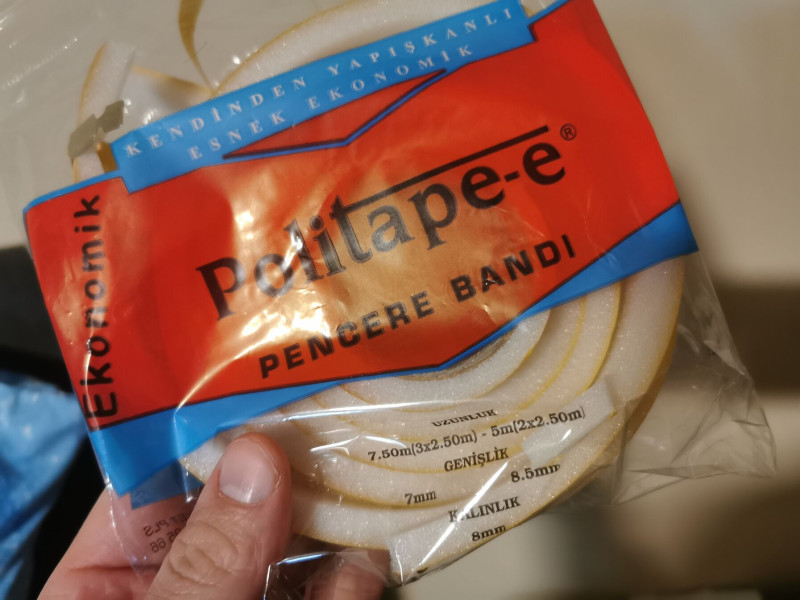 KENDİNDEN YAPIŞKANLI
ESNEK EKONOMİK
Ekonomik
Politape-e®
PENCERE BANDI
UZUNLUK
7.50m(3x2.50m) - 5m(2x2.50m)
GENİŞLİK
7mm 8.5mm
KALINLIK
8mm